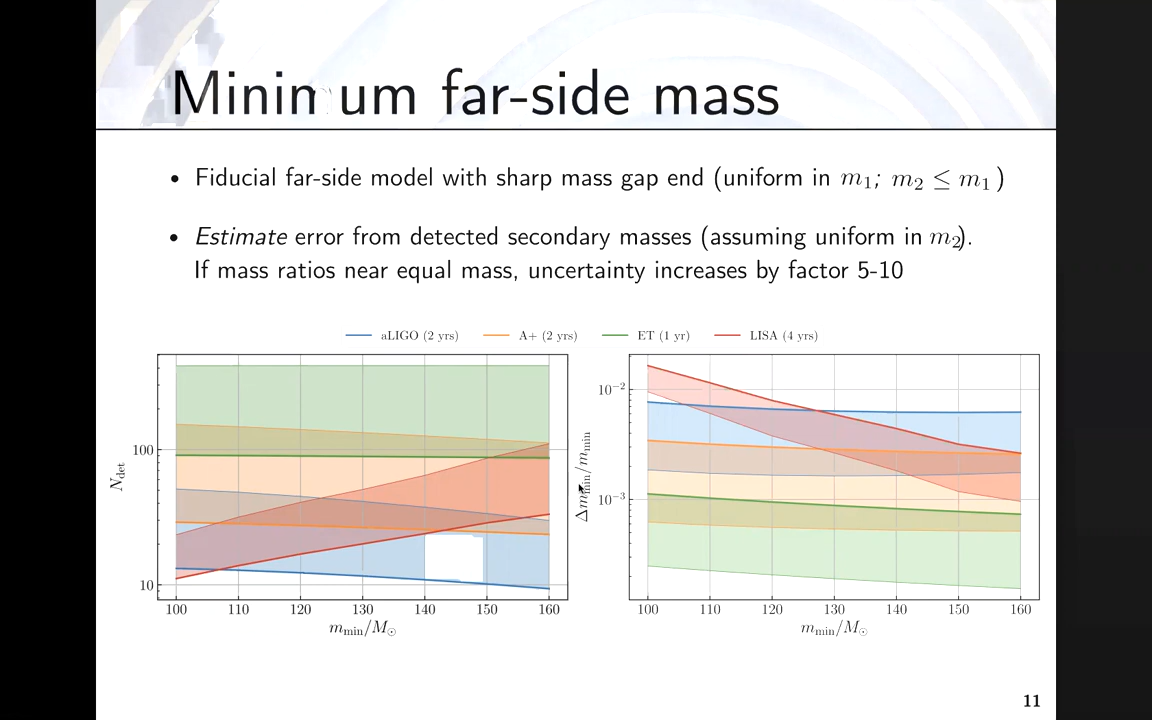 Minimum far-side mass
• Fiducial far-side model with sharp mass gap end (uniform in m₁; m₂ ≤ m₁)
• Estimate error from detected secondary masses (assuming uniform in m₂).
If mass ratios near equal mass, uncertainty increases by factor 5-10
aLIGO (2 yrs) A+ (2 yrs) ET (1 yr) LISA (4 yrs)
N_det
100
10
100 110 120 130 140 150 160
m_min/M_⊙
Δm_min/m_min
10⁻²
10⁻³
100 110 120 130 140 150 160
m_min/M_⊙
11